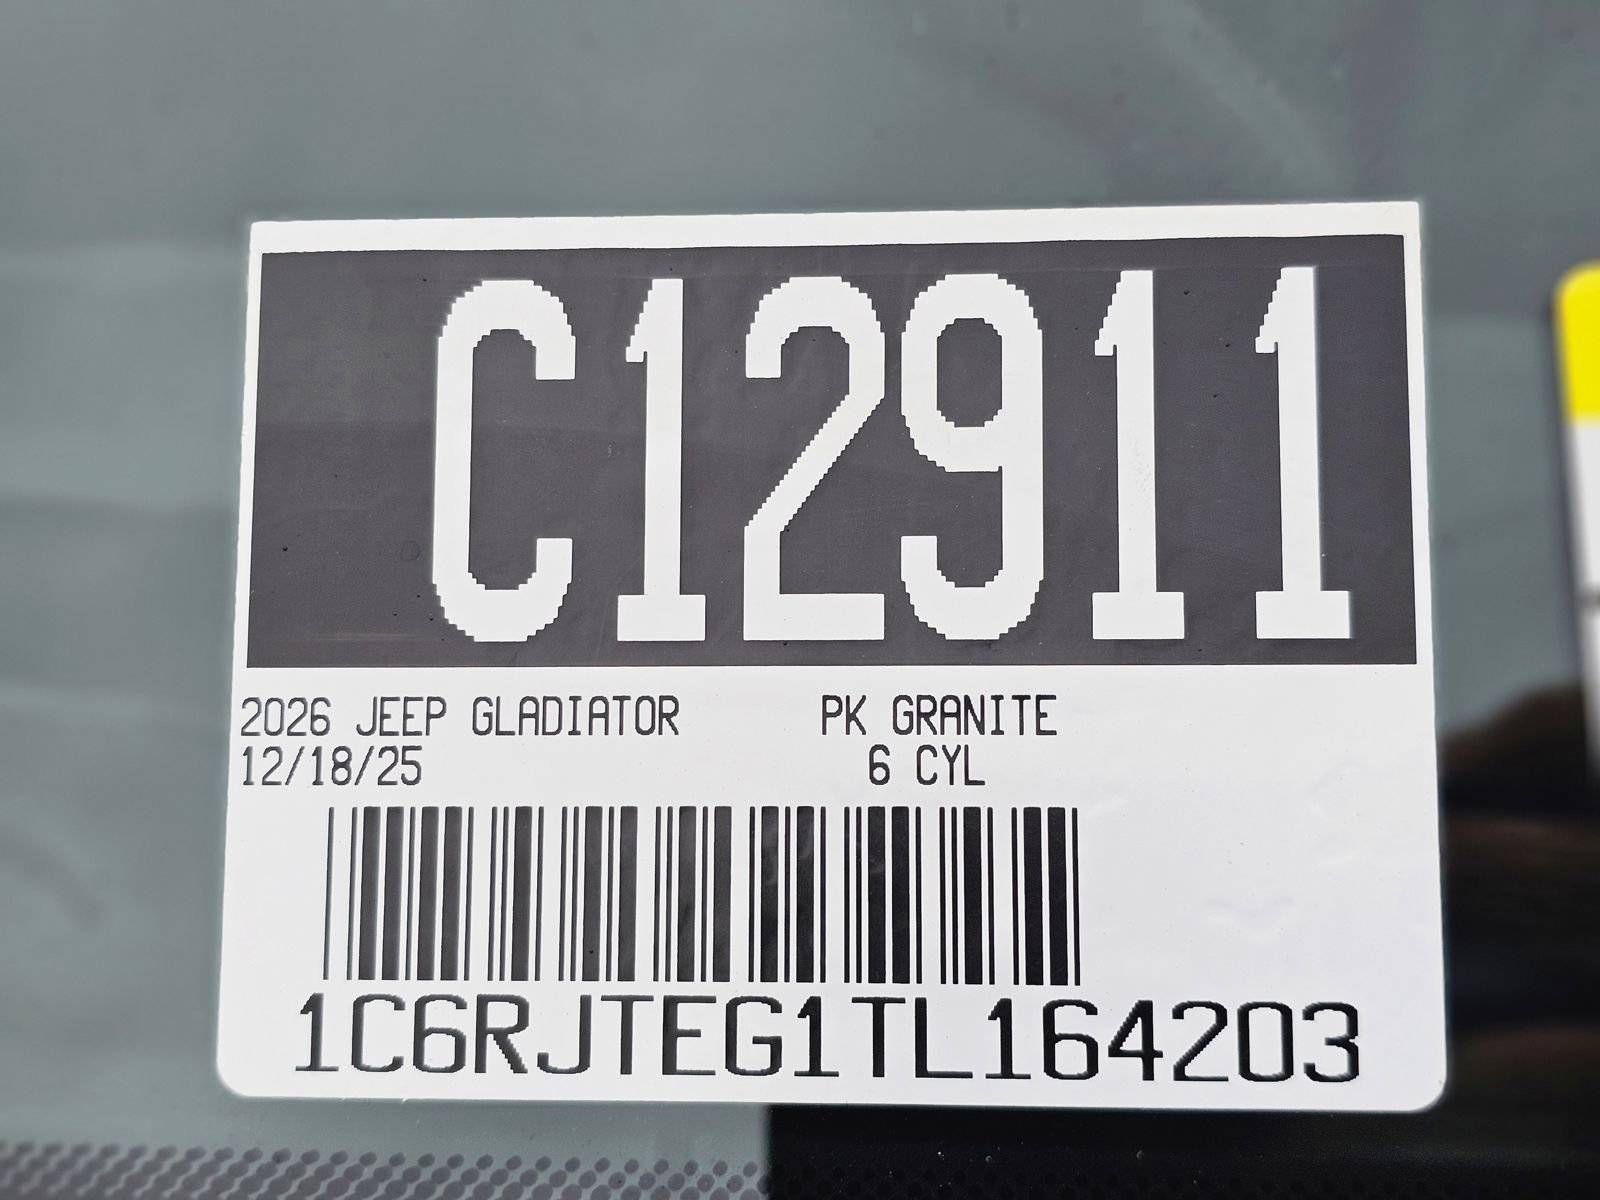 C12911
2026 JEEP GLADIATOR PK GRANITE
12/18/25 6 CYL
1C6RJTEG1TL164203